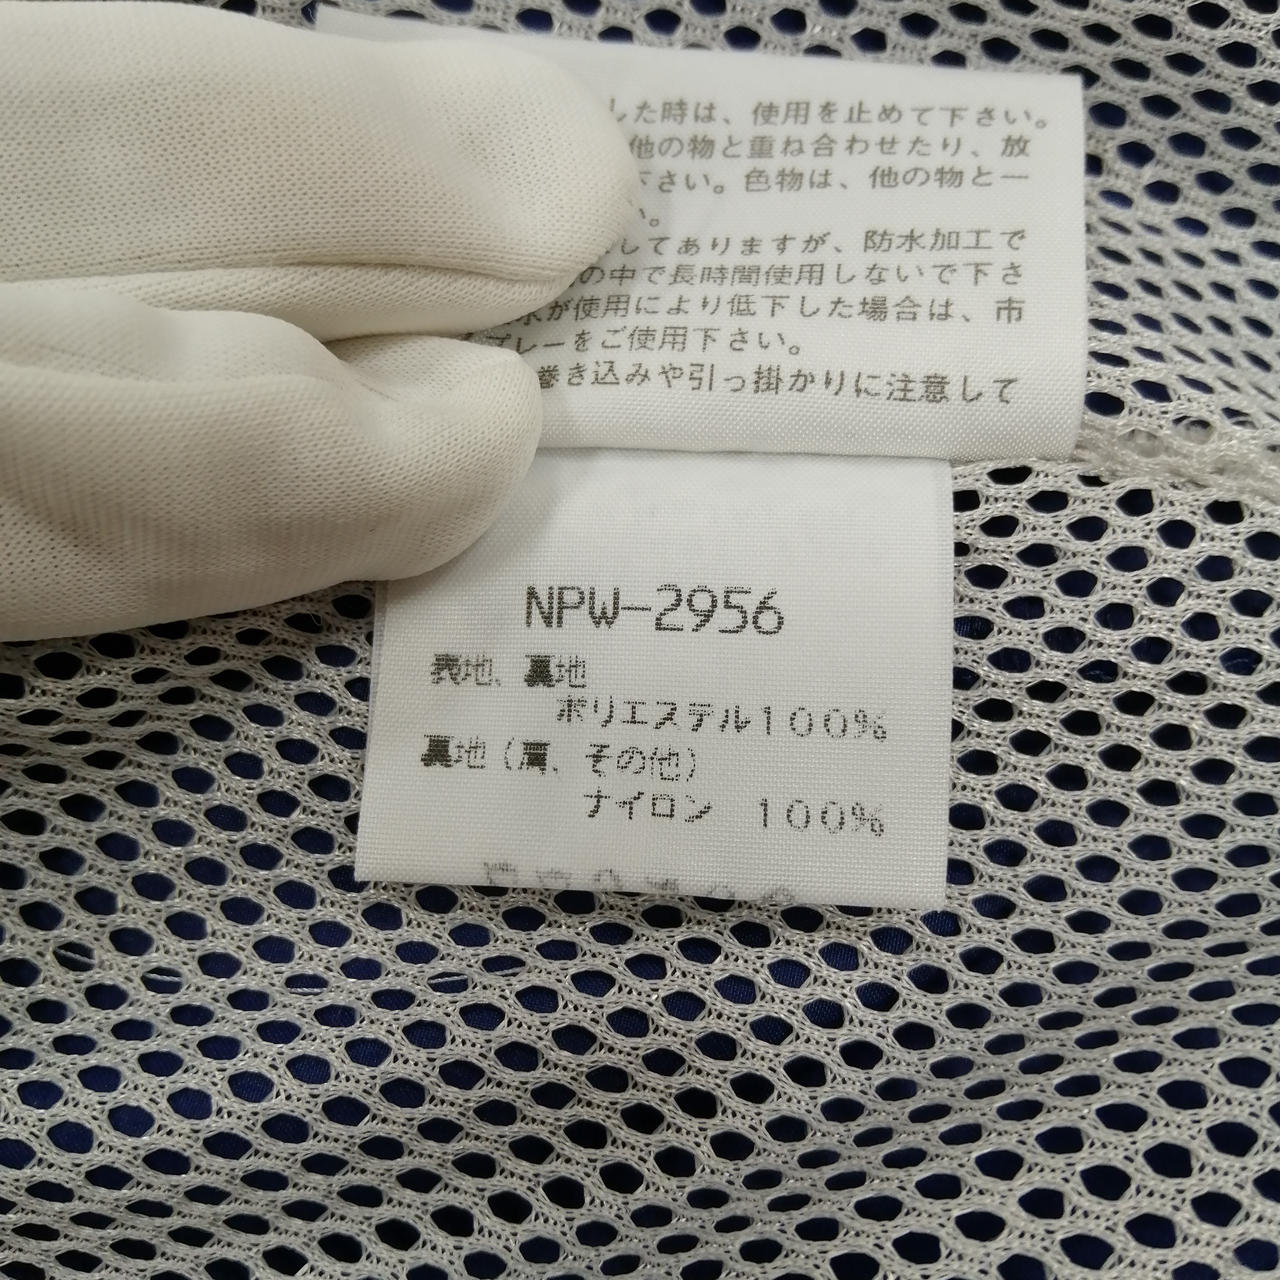 した時は、使用を止めて下さい。
他の物と重ね合わせたり、放
下さい。色物は、他の物と一
い。
してありますが、防水加工で
の中で長時間使用しないで下さ
水が使用により低下した場合は、市
プレーをご使用下さい。
巻き込みや引っ掛かりに注意して
NPW-2956
表地、裏地
ポリエステル100%
裏地(肩、その他)
ナイロン 100%